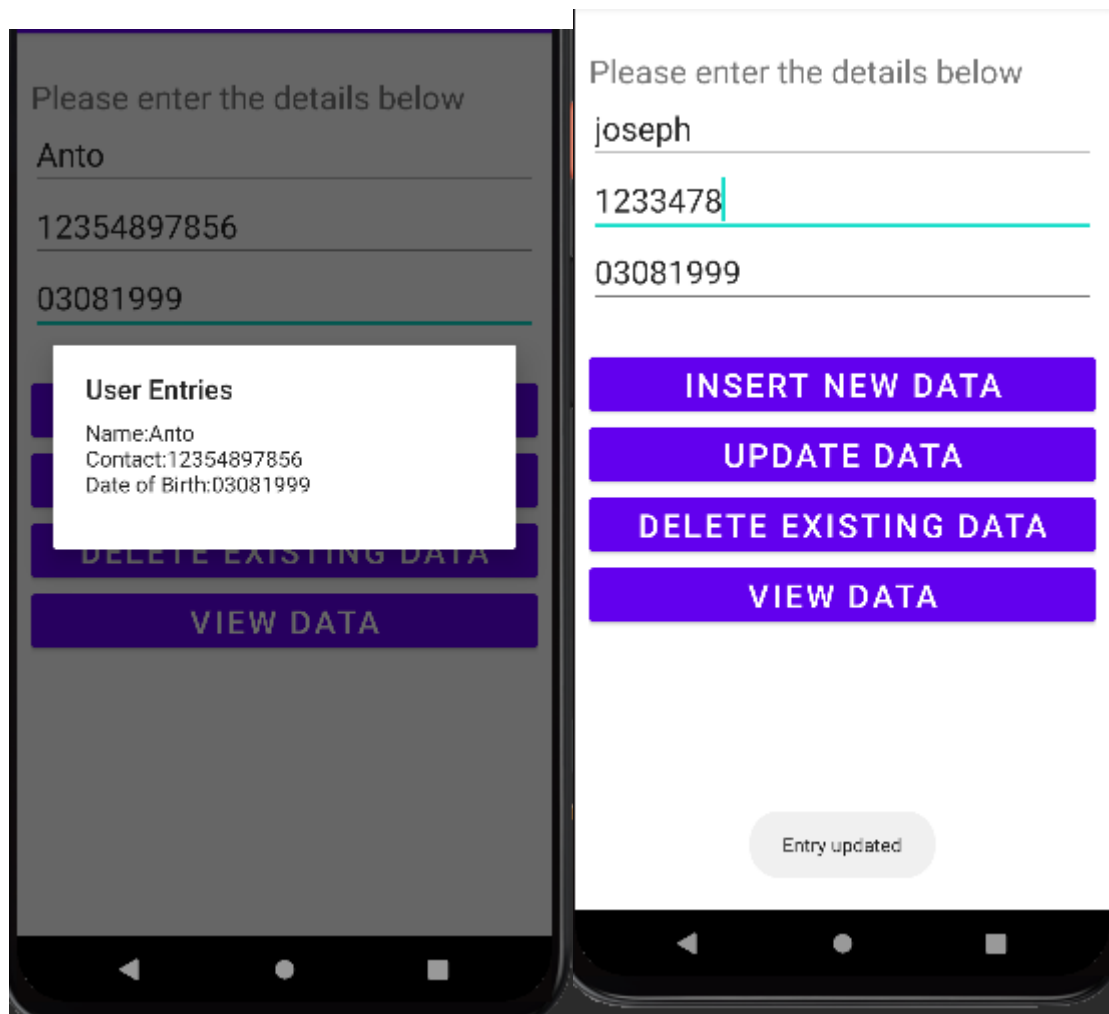 Please enter the details below
Anto
12354897856
03081999
User Entries
Name:Anto
Contact:12354897856
Date of Birth:03081999
DELETE EXISTING DATA
VIEW DATA
Please enter the details below
joseph
1233478
03081999
INSERT NEW DATA
UPDATE DATA
DELETE EXISTING DATA
VIEW DATA
Entry updated